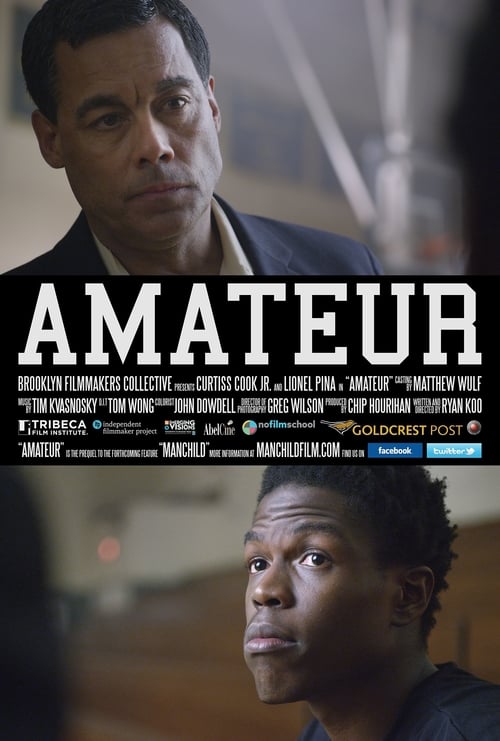 AMATEUR
BROOKLYN FILMMAKERS COLLECTIVE PRESENTS CURTISS COOK JR. AND LIONEL PINA IN "AMATEUR" CASTING BY MATTHEW WULF
MUSIC BY TIM KVASNOSKY D.I.T TOM WONG COLORIST JOHN DOWDELL DIRECTOR OF PHOTOGRAPHY GREG WILSON PRODUCED BY CHIP HOURIHAN WRITTEN AND DIRECTED BY RYAN KOO
TRIBECA FILM INSTITUTE. independent filmmaker project EMERGING VISIONS AbelCine nofilmschool GOLDCREST POST
"AMATEUR" IS THE PREQUEL TO THE FORTHCOMING FEATURE "MANCHILD" MORE INFORMATION AT MANCHILDFILM.COM FIND US ON facebook twitter